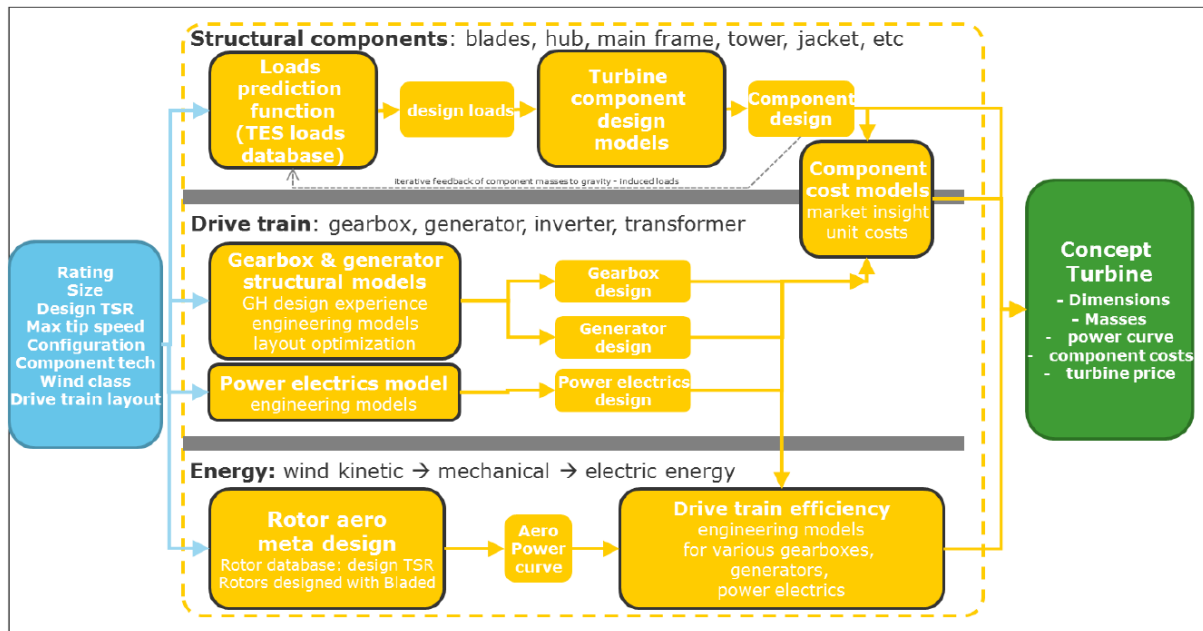 Structural components: blades, hub, main frame, tower, jacket, etc
Loads
prediction
function
(TES loads
database)
design loads
Turbine
component
design
models
Component
design
Iterative feedback of component masses to gravity - induced loads
Component
cost models
market insight
unit costs
Drive train: gearbox, generator, inverter, transformer
Rating
Size
Design TSR
Max tip speed
Configuration
Component tech
Wind class
Drive train layout
Gearbox & generator
structural models
GH design experience
engineering models
layout optimization
Gearbox
design
Generator
design
Power electrics model
engineering models
Power electrics
design
Concept
Turbine
- Dimensions
- Masses
- power curve
- component costs
- turbine price
Energy: wind kinetic → mechanical → electric energy
Rotor aero
meta design
Rotor database: design TSR
Rotors designed with Bladed
Aero
Power
curve
Drive train efficiency
engineering models
for various gearboxes,
generators,
power electrics